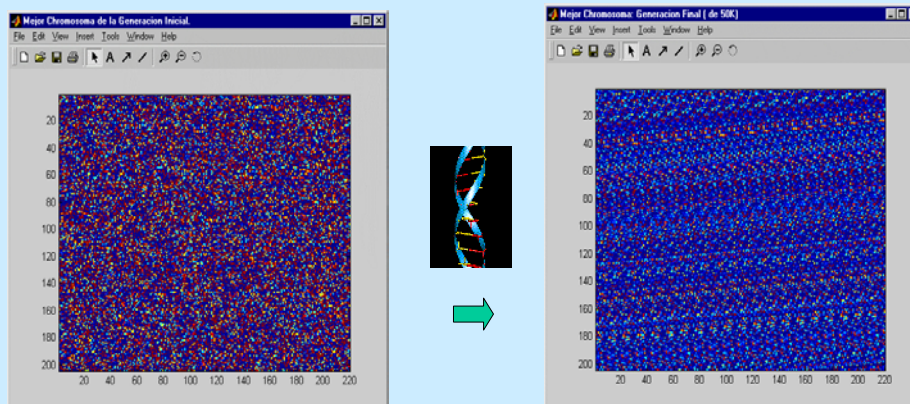 Mejor Chromosoma de la Generacion Inicial.
File Edit View Insert Tools Window Help
A
20
40
60
80
100
120
140
160
180
200
20 40 60 80 100 120 140 160 180 200 220
Mejor Chromosoma: Generacion Final ( de 50K)
File Edit View Insert Tools Window Help
A
20
40
60
80
100
120
140
160
180
200
20 40 60 80 100 120 140 160 180 200 220